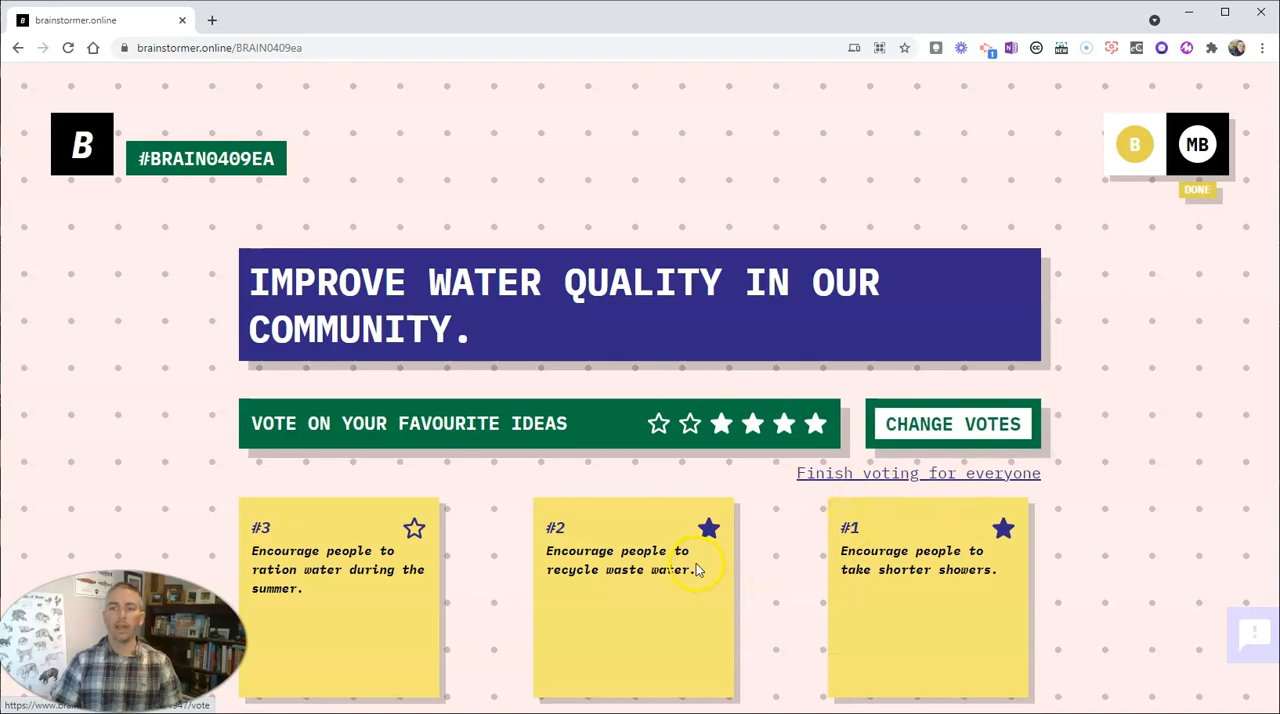 brainstormer.online
brainstormer.online/BRAIN0409ea
B
#BRAIN0409EA
B
MB
DONE
IMPROVE WATER QUALITY IN OUR
COMMUNITY.
VOTE ON YOUR FAVOURITE IDEAS
CHANGE VOTES
Finish voting for everyone
#3
Encourage people to
ration water during the
summer.
#2
Encourage people to
recycle waste water.
#1
Encourage people to
take shorter showers.